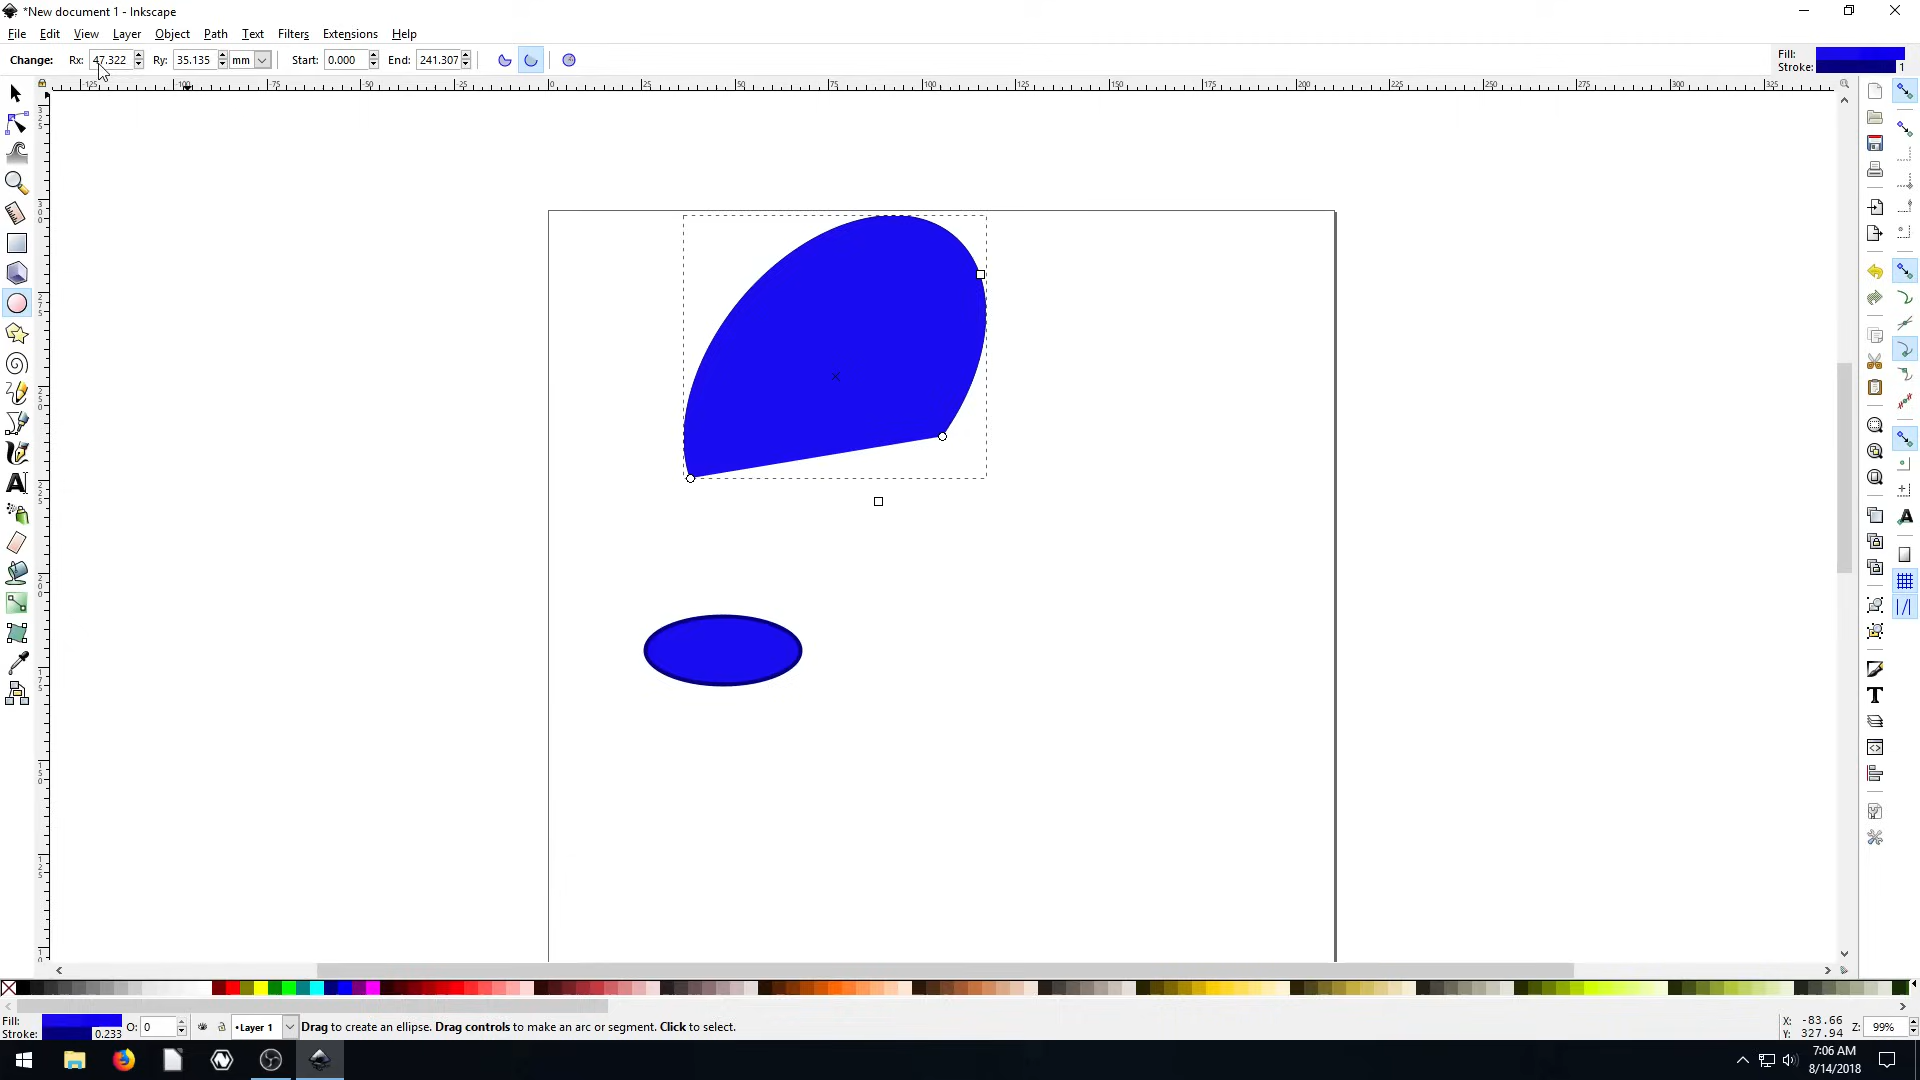 *New document 1 - Inkscape
File Edit View Layer Object Path Text Filters Extensions Help
Change: Rx: 47.322 Ry: 35.135 mm Start: 0.000 End: 241.307
Fill:
Stroke: 1
Fill:
Stroke: 0.233 O: 0 •Layer 1 Drag to create an ellipse. Drag controls to make an arc or segment. Click to select.
X: -83.66
Y: 327.94 Z: 99%
7:06 AM
8/14/2018